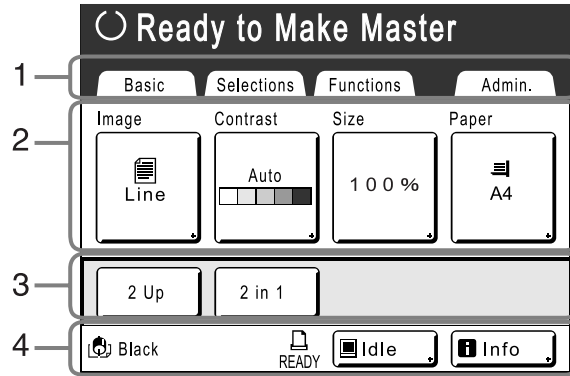 Ready to Make Master
1
Basic Selections Functions Admin.
2
Image Contrast Size Paper
Line
Auto
100%
A4
3
2 Up 2 in 1
4
Black READY Idle Info